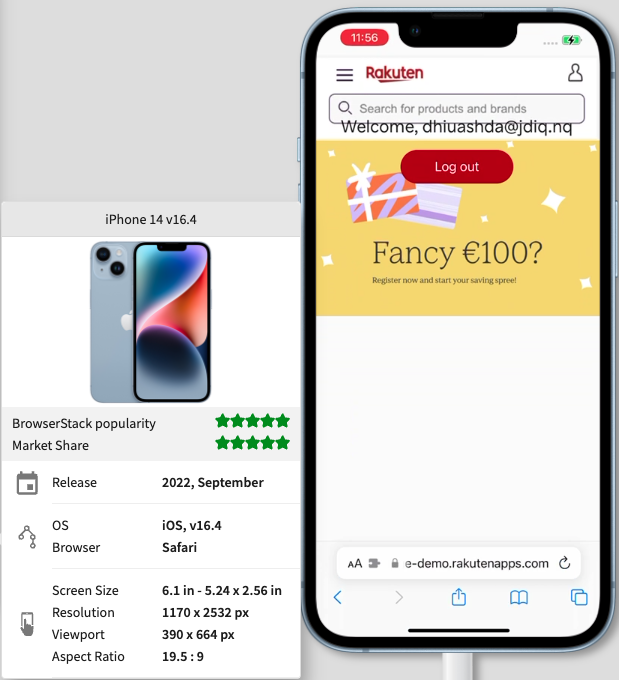 iPhone 14 v16.4
BrowserStack popularity
Market Share
Release 2022, September
OS iOS, v16.4
Browser Safari
Screen Size 6.1 in - 5.24 x 2.56 in
Resolution 1170 x 2532 px
Viewport 390 x 664 px
Aspect Ratio 19.5 : 9
11:56
Rakuten
Search for products and brands
Welcome, dhiuashda@jdiq.nq
Log out
Fancy €100?
Register now and start your saving spree!
AA e-demo.rakutenapps.com